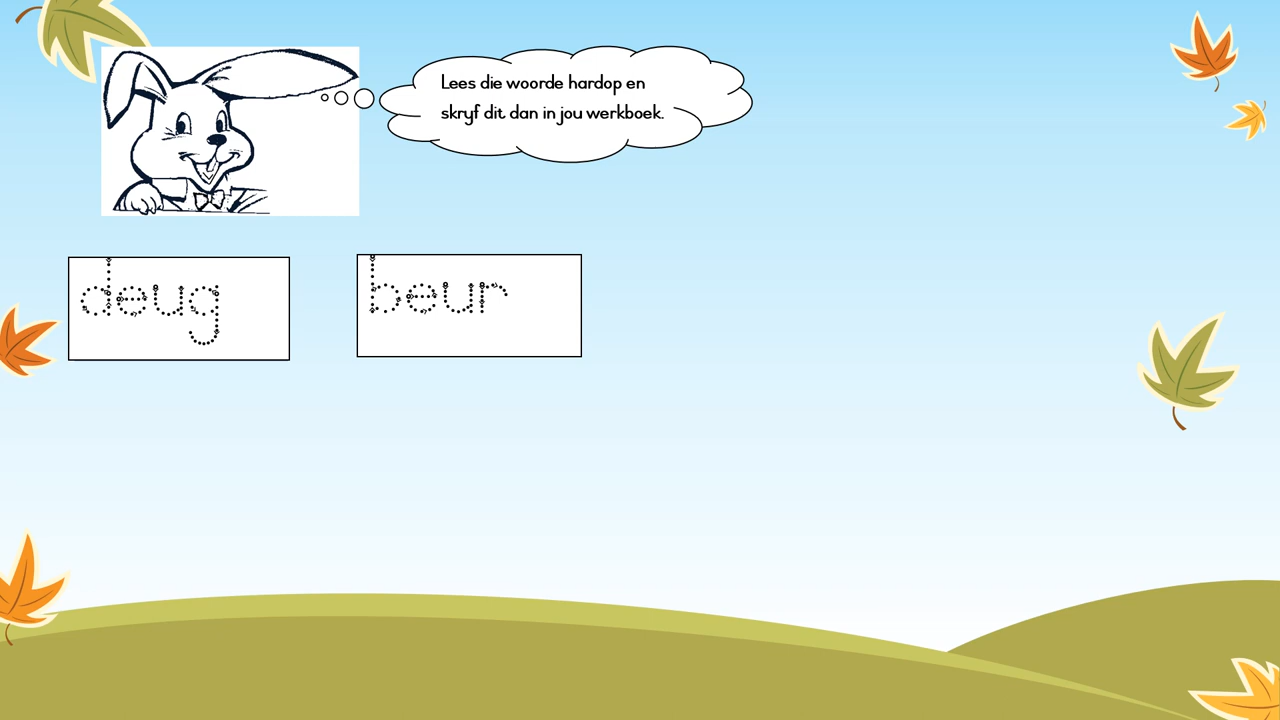 Lees die woorde hardop en
skryf dit dan in jou werkboek.
deug
beur